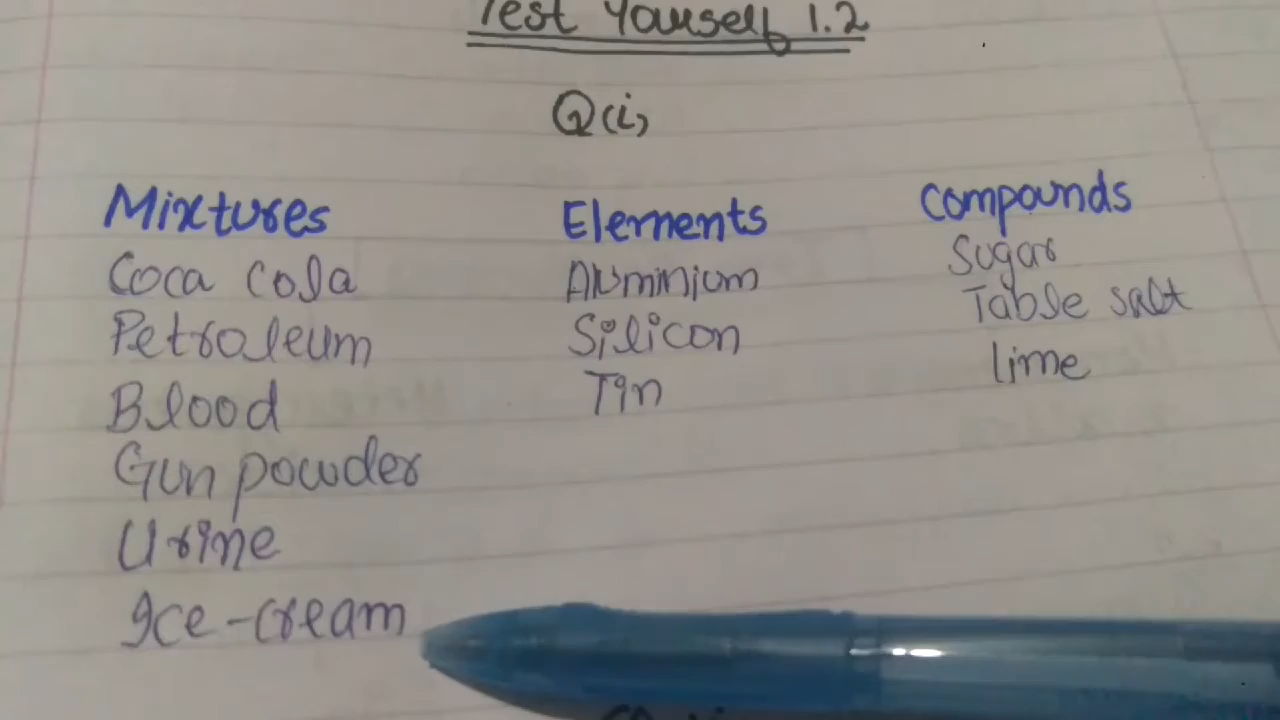 Test Yourself 1.2
Q(i)
Mixtures Elements Compounds
Coca cola Aluminium Sugar
Petroleum Silicon Table salt
Blood Tin lime
Gun powder
Urine
Ice-cream